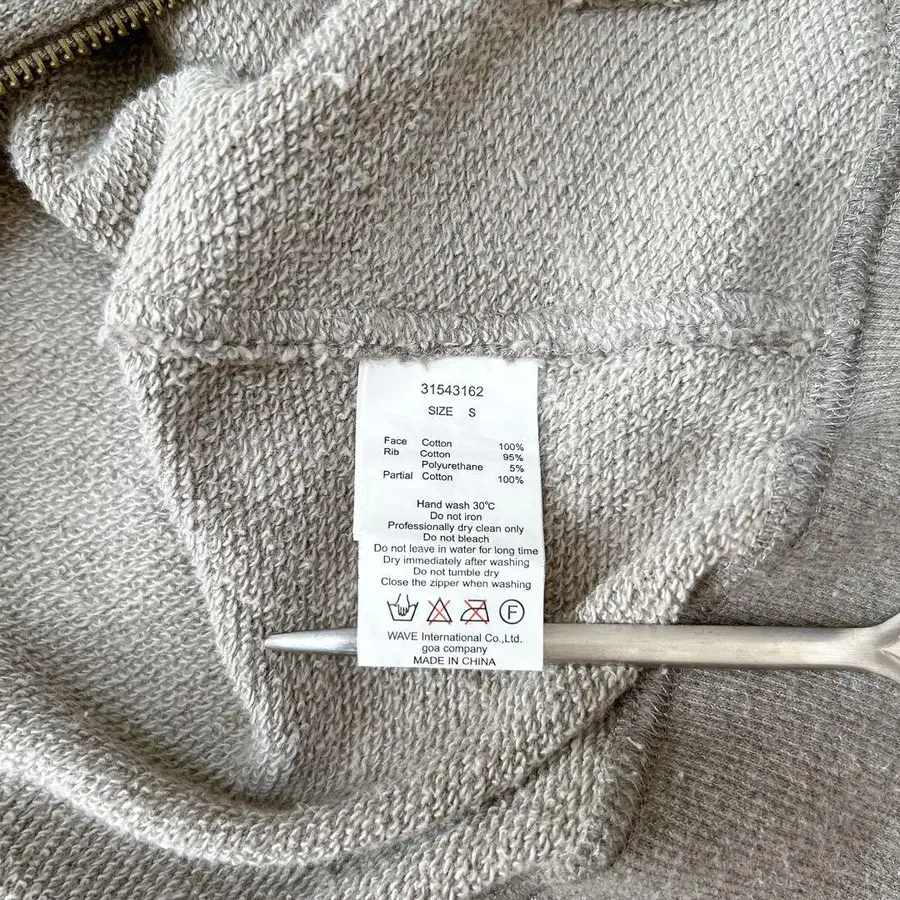 31543162
SIZE S
Face Cotton 100%
Rib Cotton 95%
Polyurethane 5%
Partial Cotton 100%
Hand wash 30℃
Do not iron
Professionally dry clean only
Do not bleach
Do not leave in water for long time
Dry immediately after washing
Do not tumble dry
Close the zipper when washing
F
WAVE International Co.,Ltd.
goa company
MADE IN CHINA